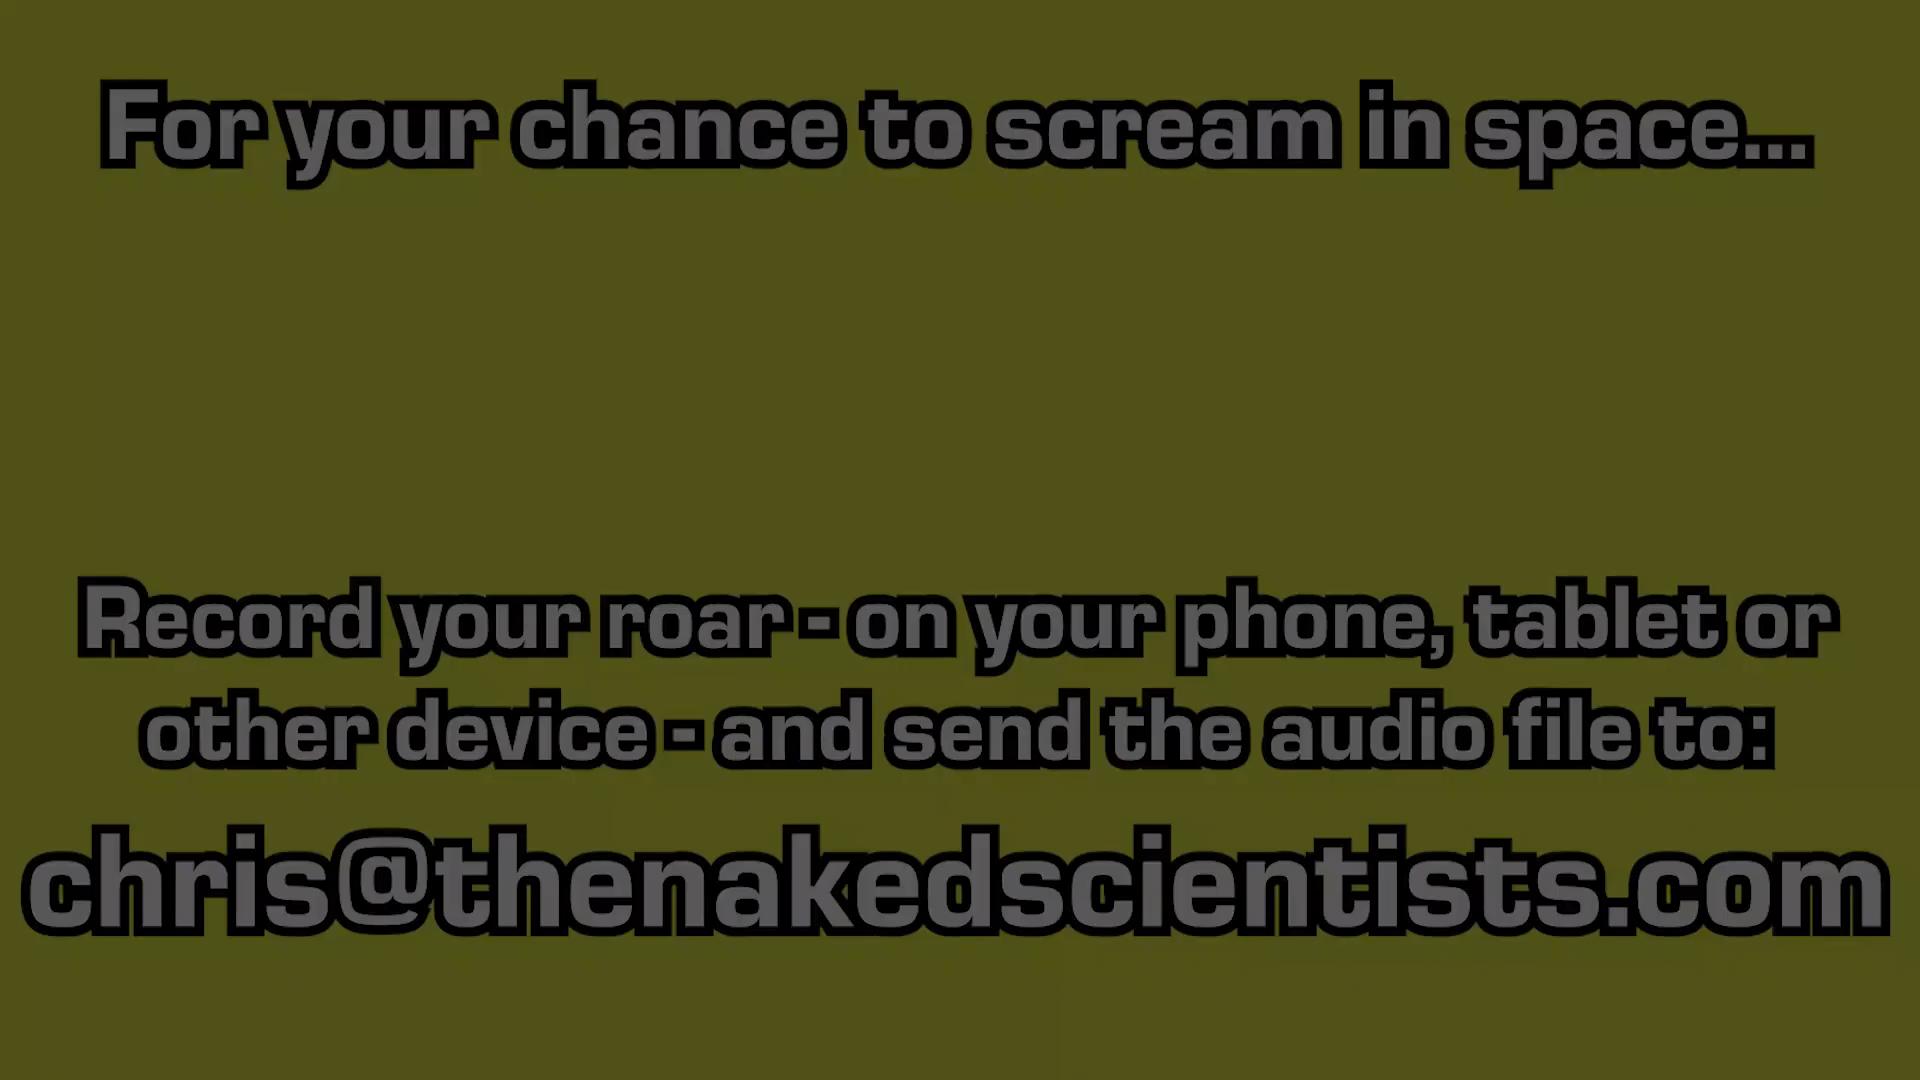 For your chance to scream in space...
Record your roar - on your phone, tablet or
other device - and send the audio file to:
chris@thenakedscientists.com